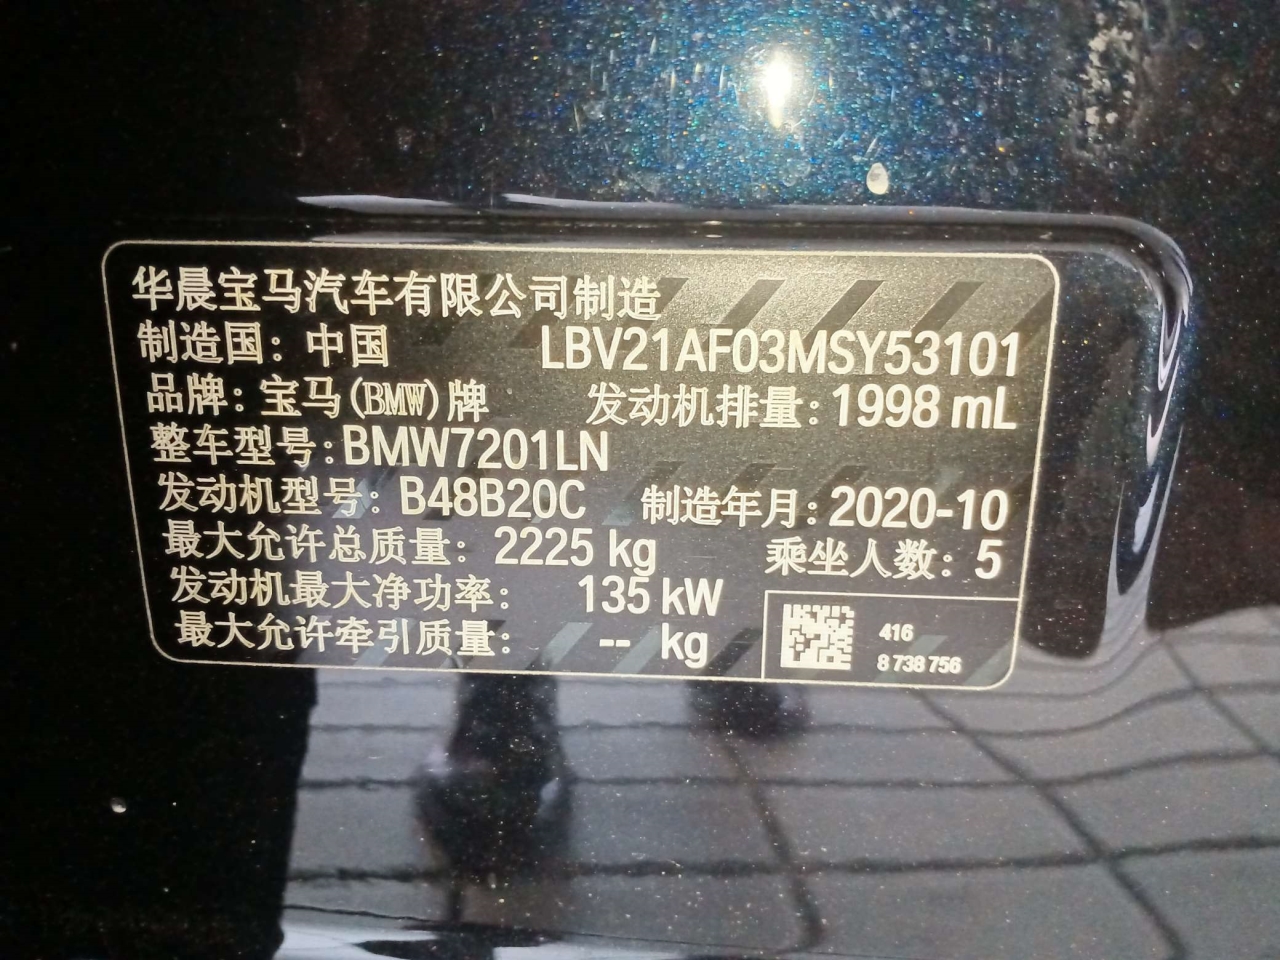 华晨宝马汽车有限公司制造
制造国：中国 LBV21AF03MSY53101
品牌：宝马(BMW)牌 发动机排量：1998 mL
整车型号：BMW7201LN
发动机型号：B48B20C 制造年月：2020-10
最大允许总质量：2225 kg 乘坐人数：5
发动机最大净功率：135 kW
最大允许牵引质量：-- kg
416
8 738 756